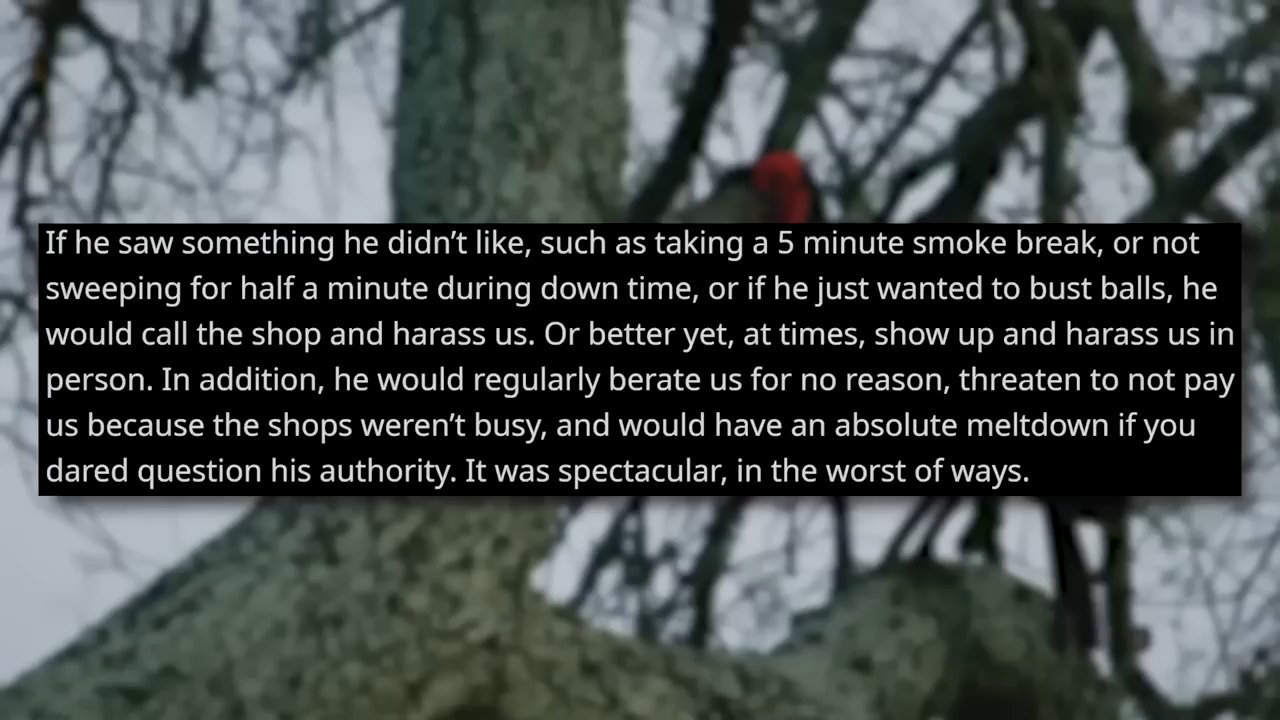 If he saw something he didn’t like, such as taking a 5 minute smoke break, or not
sweeping for half a minute during down time, or if he just wanted to bust balls, he
would call the shop and harass us. Or better yet, at times, show up and harass us in
person. In addition, he would regularly berate us for no reason, threaten to not pay
us because the shops weren’t busy, and would have an absolute meltdown if you
dared question his authority. It was spectacular, in the worst of ways.